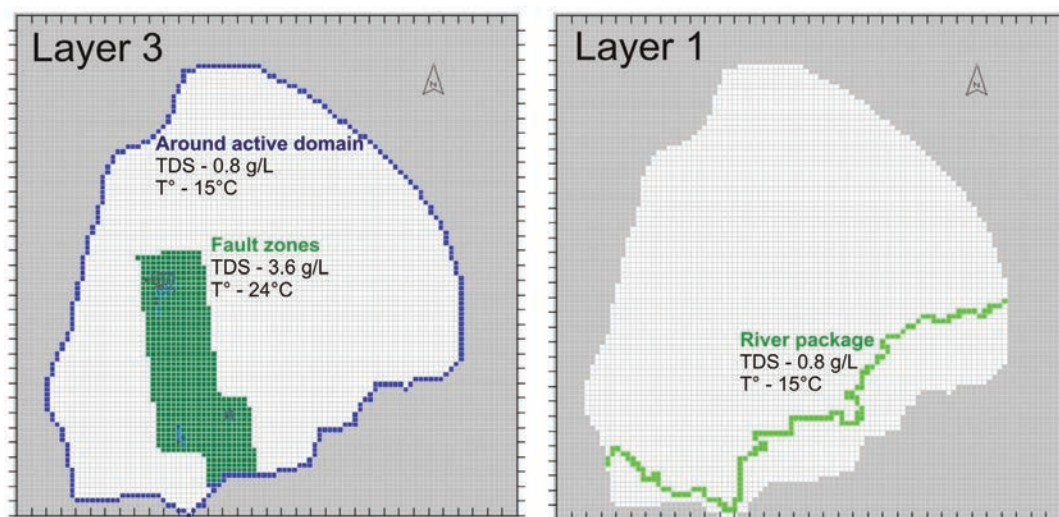 Layer 3
N
Around active domain
TDS - 0.8 g/L
T° - 15°C
Fault zones
TDS - 3.6 g/L
T° - 24°C
Layer 1
N
River package
TDS - 0.8 g/L
T° - 15°C